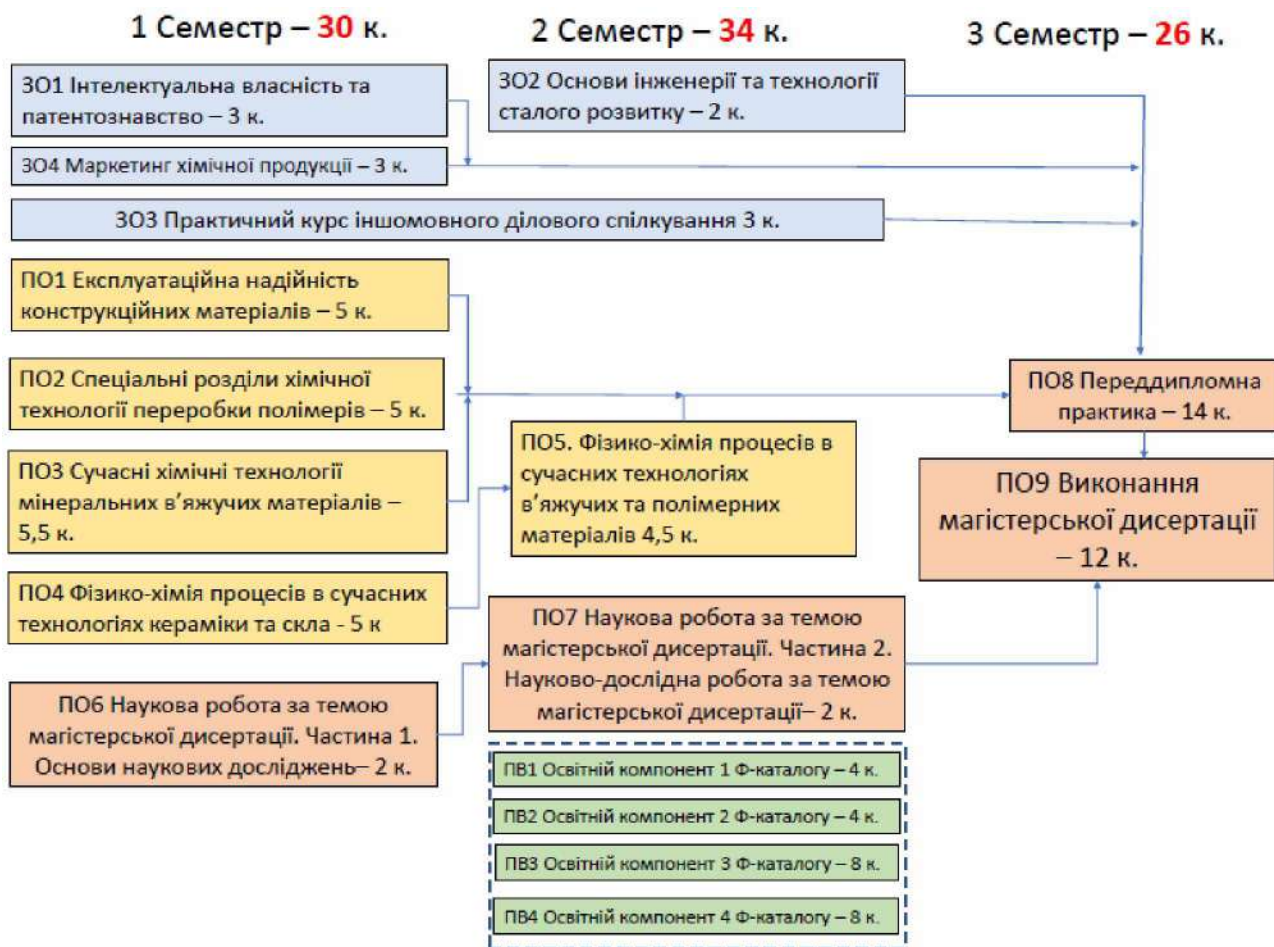 1 Семестр – 30 к.
2 Семестр – 34 к.
3 Семестр – 26 к.
ЗО1 Інтелектуальна власність та
патентознавство – 3 к.
ЗО2 Основи інженерії та технології
сталого розвитку – 2 к.
ЗО4 Маркетинг хімічної продукції – 3 к.
ЗО3 Практичний курс іншомовного ділового спілкування 3 к.
ПО1 Експлуатаційна надійність
конструкційних матеріалів – 5 к.
ПО2 Спеціальні розділи хімічної
технології переробки полімерів – 5 к.
ПО8 Переддипломна
практика – 14 к.
ПО3 Сучасні хімічні технології
мінеральних в’яжучих матеріалів –
5,5 к.
ПО5. Фізико-хімія процесів в
сучасних технологіях
в’яжучих та полімерних
матеріалів 4,5 к.
ПО9 Виконання
магістерської дисертації
– 12 к.
ПО4 Фізико-хімія процесів в сучасних
технологіях кераміки та скла - 5 к
ПО7 Наукова робота за темою
магістерської дисертації. Частина 2.
Науково-дослідна робота за темою
магістерської дисертації– 2 к.
ПО6 Наукова робота за темою
магістерської дисертації. Частина 1.
Основи наукових досліджень– 2 к.
ПВ1 Освітній компонент 1 Ф-каталогу – 4 к.
ПВ2 Освітній компонент 2 Ф-каталогу – 4 к.
ПВ3 Освітній компонент 3 Ф-каталогу – 8 к.
ПВ4 Освітній компонент 4 Ф-каталогу – 8 к.